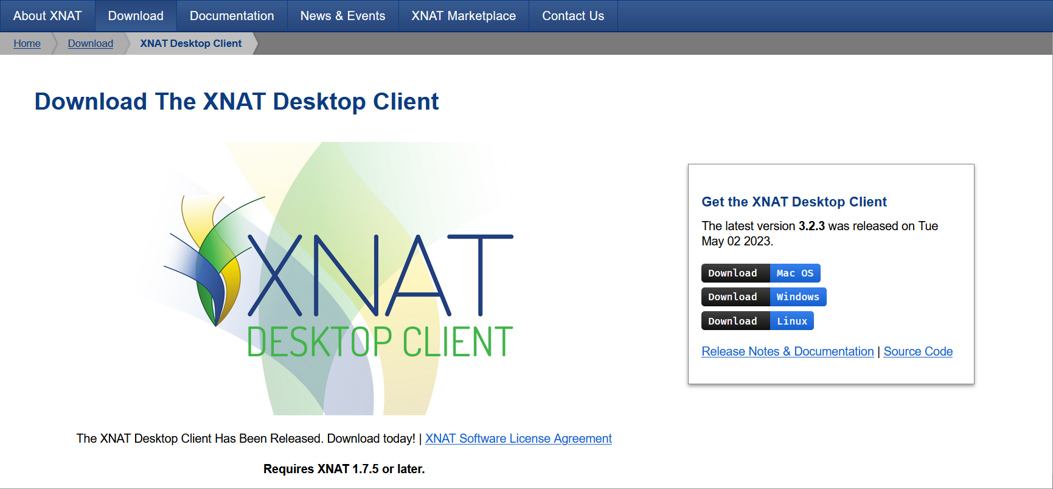 About XNAT
Download
Documentation
News & Events
XNAT Marketplace
Contact Us
Home
Download
XNAT Desktop Client
Download The XNAT Desktop Client
XNAT
DESKTOP CLIENT
The XNAT Desktop Client Has Been Released. Download today! | XNAT Software License Agreement
Requires XNAT 1.7.5 or later.
Get the XNAT Desktop Client
The latest version 3.2.3 was released on Tue
May 02 2023.
Download Mac OS
Download Windows
Download Linux
Release Notes & Documentation | Source Code